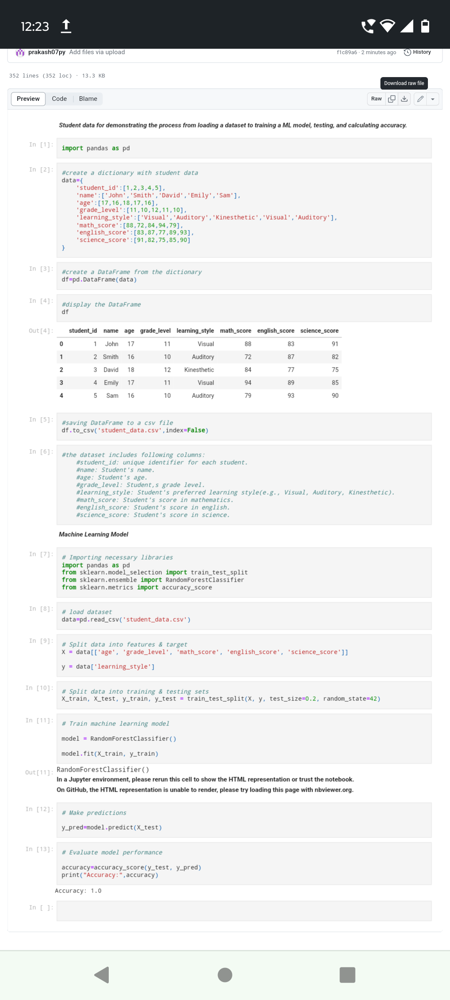 12:23
prakash07py Add files via upload f1c89a6 · 2 minutes ago History
352 lines (352 loc) · 13.3 KB
Download raw file
Preview Code Blame Raw
Student data for demonstrating the process from loading a dataset to training a ML model, testing, and calculating accuracy.
In [1]:
import pandas as pd
In [2]:
#create a dictionary with student data
data={
    'student_id':[1,2,3,4,5],
    'name':['John','Smith','David','Emily','Sam'],
    'age':[17,16,18,17,16],
    'grade_level':[11,10,12,11,10],
    'learning_style':['Visual','Auditory','Kinesthetic','Visual','Auditory'],
    'math_score':[88,72,84,94,79],
    'english_score':[83,87,77,89,93],
    'science_score':[91,82,75,85,90]
}
In [3]:
#create a DataFrame from the dictionary
df=pd.DataFrame(data)
In [4]:
#display the DataFrame
df
Out[4]:
student_id name age grade_level learning_style math_score english_score science_score
0 1 John 17 11 Visual 88 83 91
1 2 Smith 16 10 Auditory 72 87 82
2 3 David 18 12 Kinesthetic 84 77 75
3 4 Emily 17 11 Visual 94 89 85
4 5 Sam 16 10 Auditory 79 93 90
In [5]:
#saving DataFrame to a csv file
df.to_csv('student_data.csv',index=False)
In [6]:
#the dataset includes following columns:
    #student_id: unique identifier for each student.
    #name: Student's name.
    #age: Student's age.
    #grade_level: Student,s grade level.
    #learning_style: Student's preferred learning style(e.g., Visual, Auditory, Kinesthetic).
    #math_score: Student's score in mathematics.
    #english_score: Student's score in english.
    #science_score: Student's score in science.
Machine Learning Model
In [7]:
# Importing necessary libraries
import pandas as pd
from sklearn.model_selection import train_test_split
from sklearn.ensemble import RandomForestClassifier
from sklearn.metrics import accuracy_score
In [8]:
# load dataset
data=pd.read_csv('student_data.csv')
In [9]:
# Split data into features & target
X = data[['age', 'grade_level', 'math_score', 'english_score', 'science_score']]
y = data['learning_style']
In [10]:
# Split data into training & testing sets
X_train, X_test, y_train, y_test = train_test_split(X, y, test_size=0.2, random_state=42)
In [11]:
# Train machine learning model
model = RandomForestClassifier()
model.fit(X_train, y_train)
Out[11]:
RandomForestClassifier()
In a Jupyter environment, please rerun this cell to show the HTML representation or trust the notebook.
On GitHub, the HTML representation is unable to render, please try loading this page with nbviewer.org.
In [12]:
# Make predictions
y_pred=model.predict(X_test)
In [13]:
# Evaluate model performance
accuracy=accuracy_score(y_test, y_pred)
print("Accuracy:",accuracy)
Accuracy: 1.0
In [ ]: